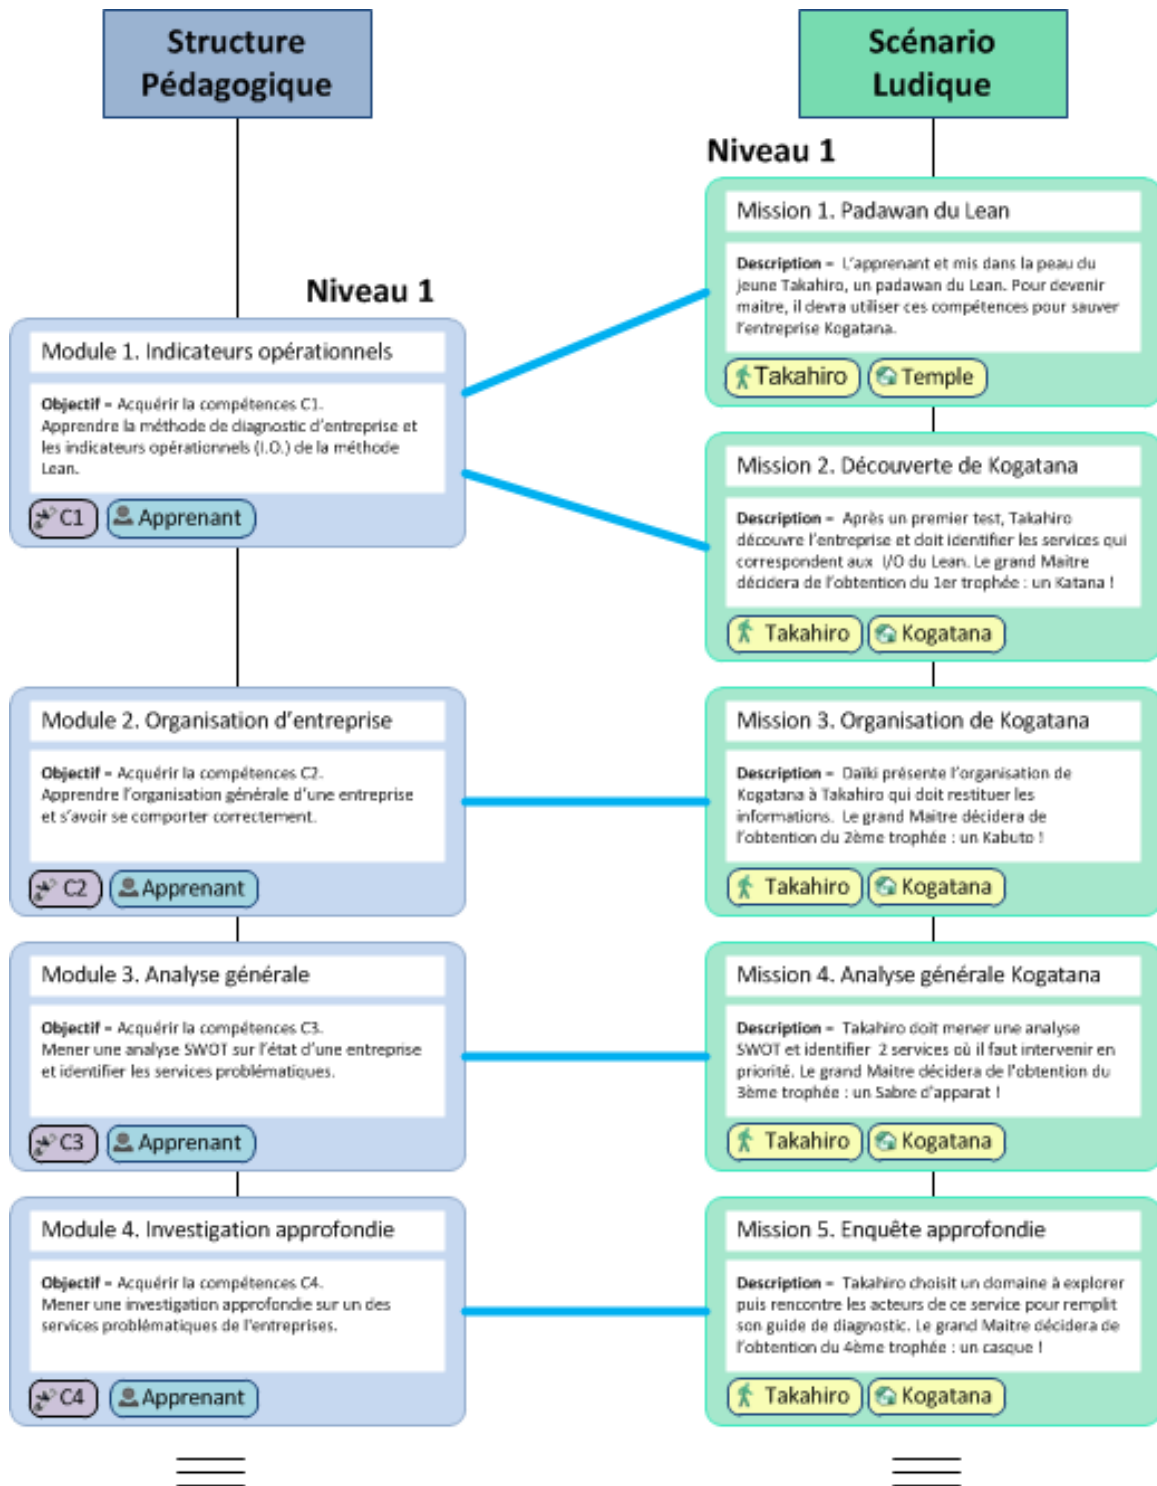 Structure
Pédagogique
Niveau 1
Module 1. Indicateurs opérationnels
Objectif – Acquérir la compétences C1.
Apprendre la méthode de diagnostic d'entreprise et
les indicateurs opérationnels (I.O.) de la méthode
Lean.
C1 Apprenant
Module 2. Organisation d'entreprise
Objectif – Acquérir la compétences C2.
Apprendre l'organisation générale d'une entreprise
et s'avoir se comporter correctement.
C2 Apprenant
Module 3. Analyse générale
Objectif – Acquérir la compétences C3.
Mener une analyse SWOT sur l'état d'une entreprise
et identifier les services problématiques.
C3 Apprenant
Module 4. Investigation approfondie
Objectif – Acquérir la compétences C4.
Mener une investigation approfondie sur un des
services problématiques de l'entreprises.
C4 Apprenant
Scénario
Ludique
Niveau 1
Mission 1. Padawan du Lean
Description – L'apprenant et mis dans la peau du
jeune Takahiro, un padawan du Lean. Pour devenir
maitre, il devra utiliser ces compétences pour sauver
l'entreprise Kogatana.
Takahiro Temple
Mission 2. Découverte de Kogatana
Description – Après un premier test, Takahiro
découvre l'entreprise et doit identifier les services qui
correspondent aux I/O du Lean. Le grand Maitre
décidera de l'obtention du 1er trophée : un Katana !
Takahiro Kogatana
Mission 3. Organisation de Kogatana
Description – Daïki présente l'organisation de
Kogatana à Takahiro qui doit restituer les
informations. Le grand Maitre décidera de
l'obtention du 2ème trophée : un Kabuto !
Takahiro Kogatana
Mission 4. Analyse générale Kogatana
Description – Takahiro doit mener une analyse
SWOT et identifier 2 services où il faut intervenir en
priorité. Le grand Maitre décidera de l'obtention du
3ème trophée : un Sabre d'apparat !
Takahiro Kogatana
Mission 5. Enquête approfondie
Description – Takahiro choisit un domaine à explorer
puis rencontre les acteurs de ce service pour remplit
son guide de diagnostic. Le grand Maitre décidera de
l'obtention du 4ème trophée : un casque !
Takahiro Kogatana